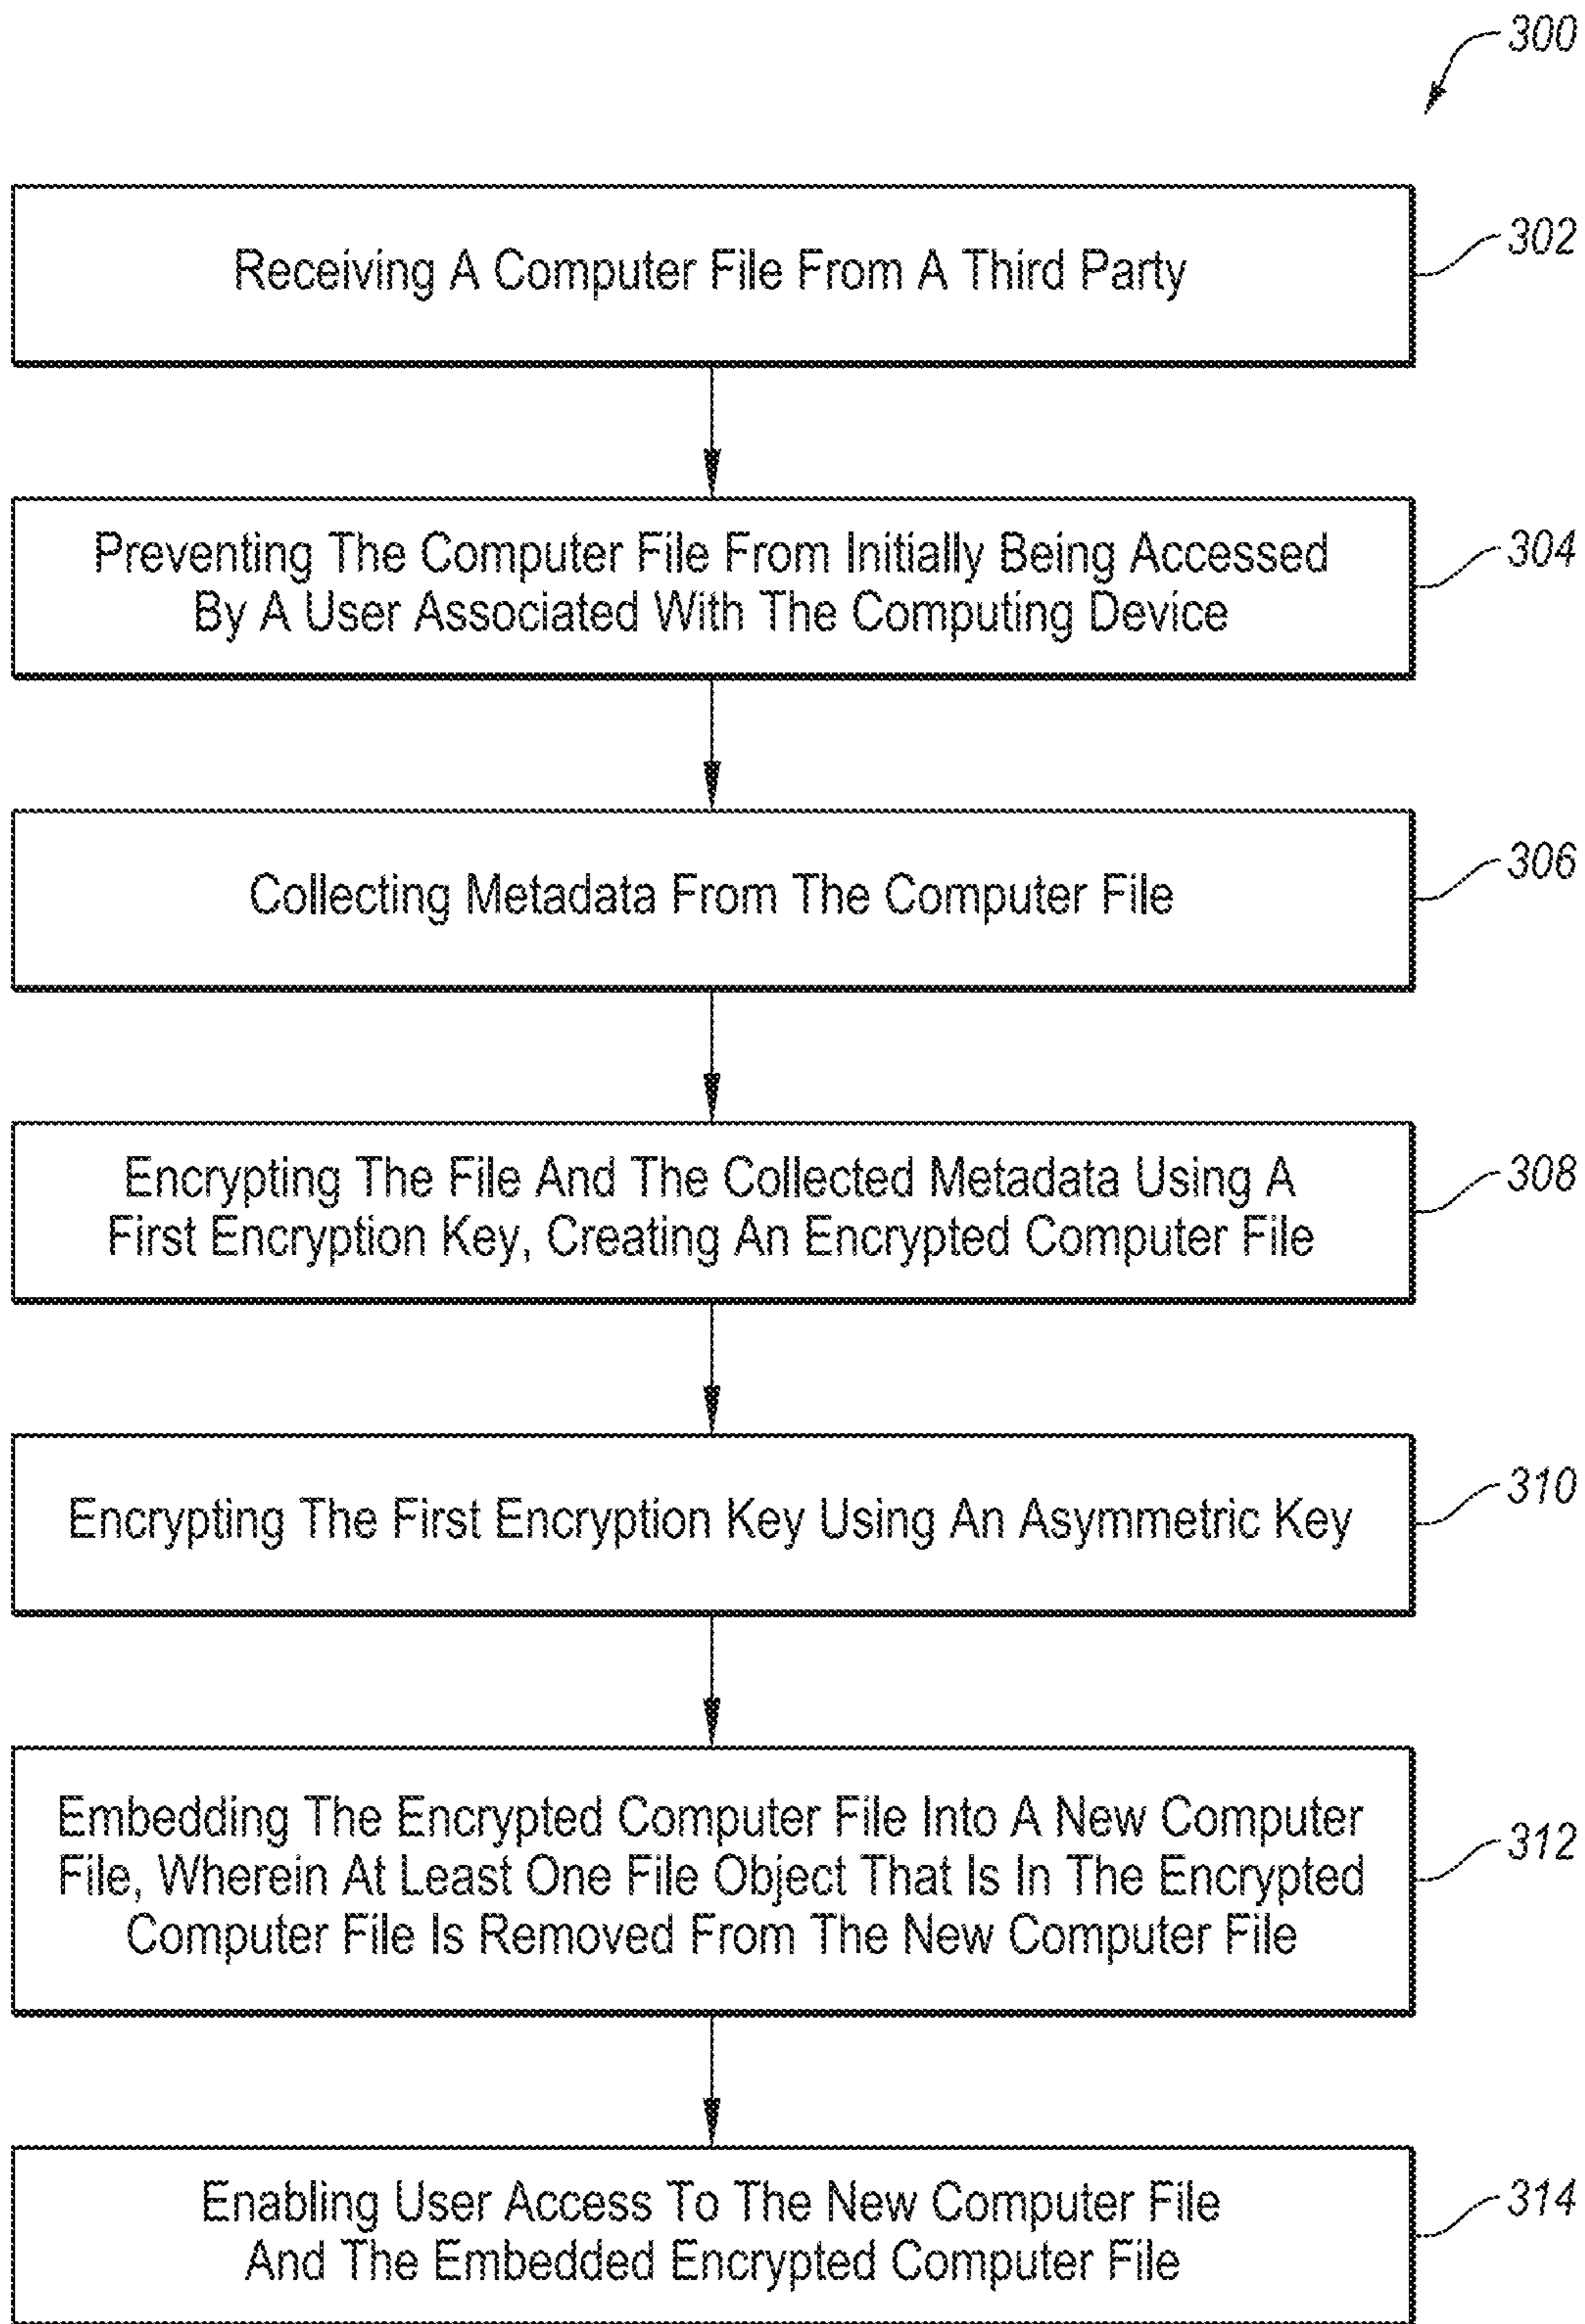 300
Receiving A Computer File From A Third Party
302
Preventing The Computer File From Initially Being Accessed
By A User Associated With The Computing Device
304
Collecting Metadata From The Computer File
306
Encrypting The File And The Collected Metadata Using A
First Encryption Key, Creating An Encrypted Computer File
308
Encrypting The First Encryption Key Using An Asymmetric Key
310
Embedding The Encrypted Computer File Into A New Computer
File, Wherein At Least One File Object That Is In The Encrypted
Computer File Is Removed From The New Computer File
312
Enabling User Access To The New Computer File
And The Embedded Encrypted Computer File
314